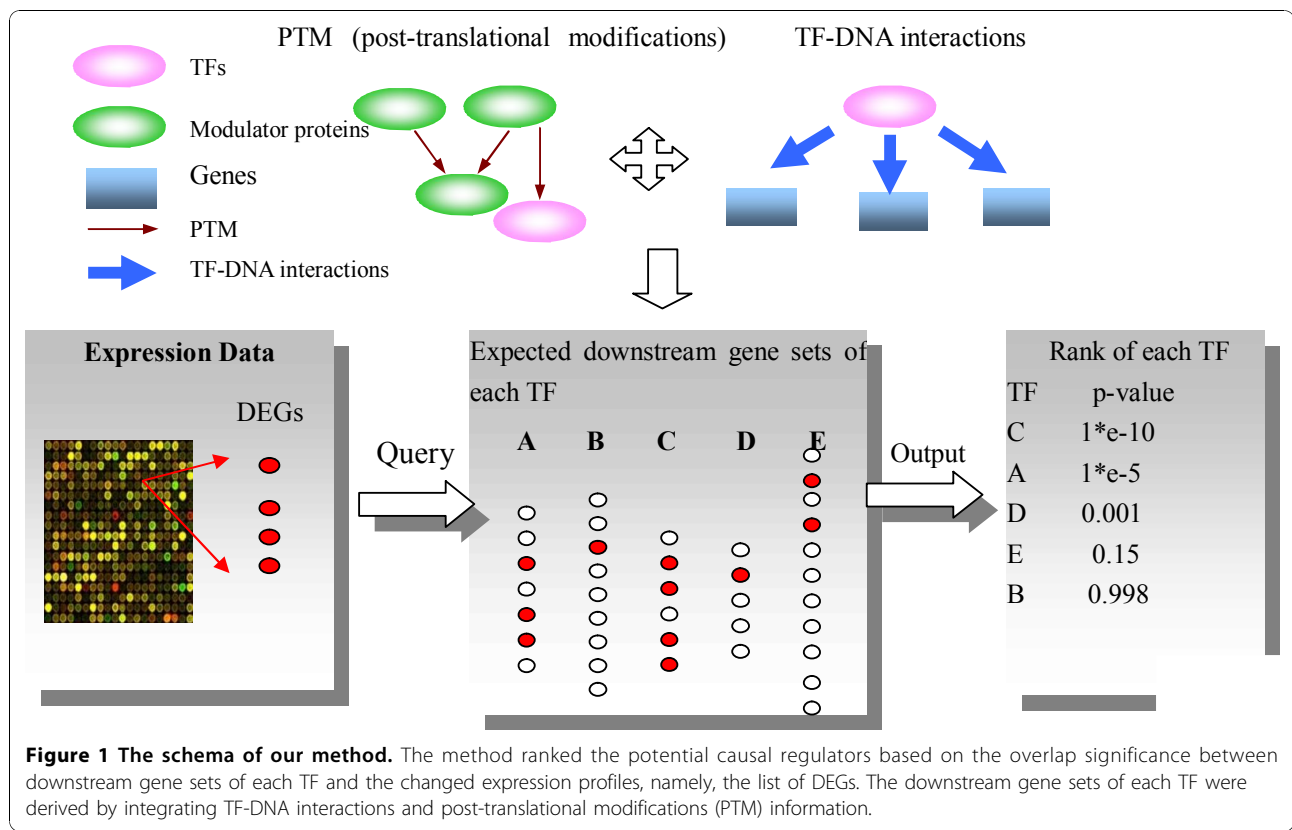 PTM (post-translational modifications)
TF-DNA interactions
TFs
Modulator proteins
Genes
PTM
TF-DNA interactions
Expression Data
DEGs
Query
Expected downstream gene sets of
each TF
A B C D E
Output
Rank of each TF
TF p-value
C 1*e-10
A 1*e-5
D 0.001
E 0.15
B 0.998
Figure 1 The schema of our method. The method ranked the potential causal regulators based on the overlap significance between
downstream gene sets of each TF and the changed expression profiles, namely, the list of DEGs. The downstream gene sets of each TF were
derived by integrating TF-DNA interactions and post-translational modifications (PTM) information.